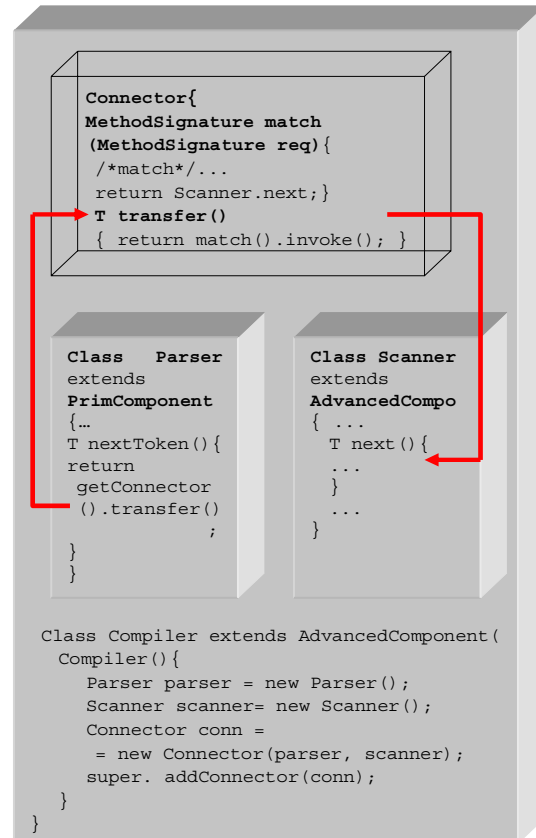 Connector{
MethodSignature match
(MethodSignature req){
/*match*/...
return Scanner.next;}
T transfer()
{ return match().invoke(); }
Class Parser
extends
PrimComponent
{…
T nextToken(){
return
getConnector
().transfer()
;
}
}
Class Scanner
extends
AdvancedCompo
{ ...
T next(){
...
}
...
}
Class Compiler extends AdvancedComponent(
Compiler(){
Parser parser = new Parser();
Scanner scanner= new Scanner();
Connector conn =
= new Connector(parser, scanner);
super. addConnector(conn);
}
}